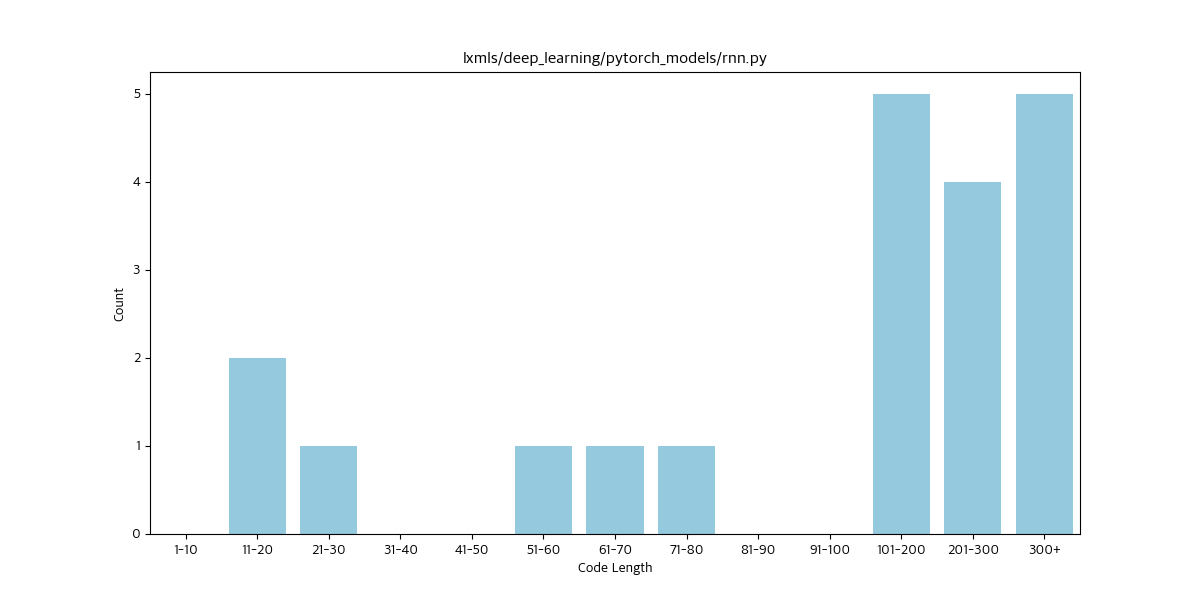 lxmls/deep_learning/pytorch_models/rnn.py
5
4
3
2
1
0
Count
1-10 11-20 21-30 31-40 41-50 51-60 61-70 71-80 81-90 91-100 101-200 201-300 300+
Code Length